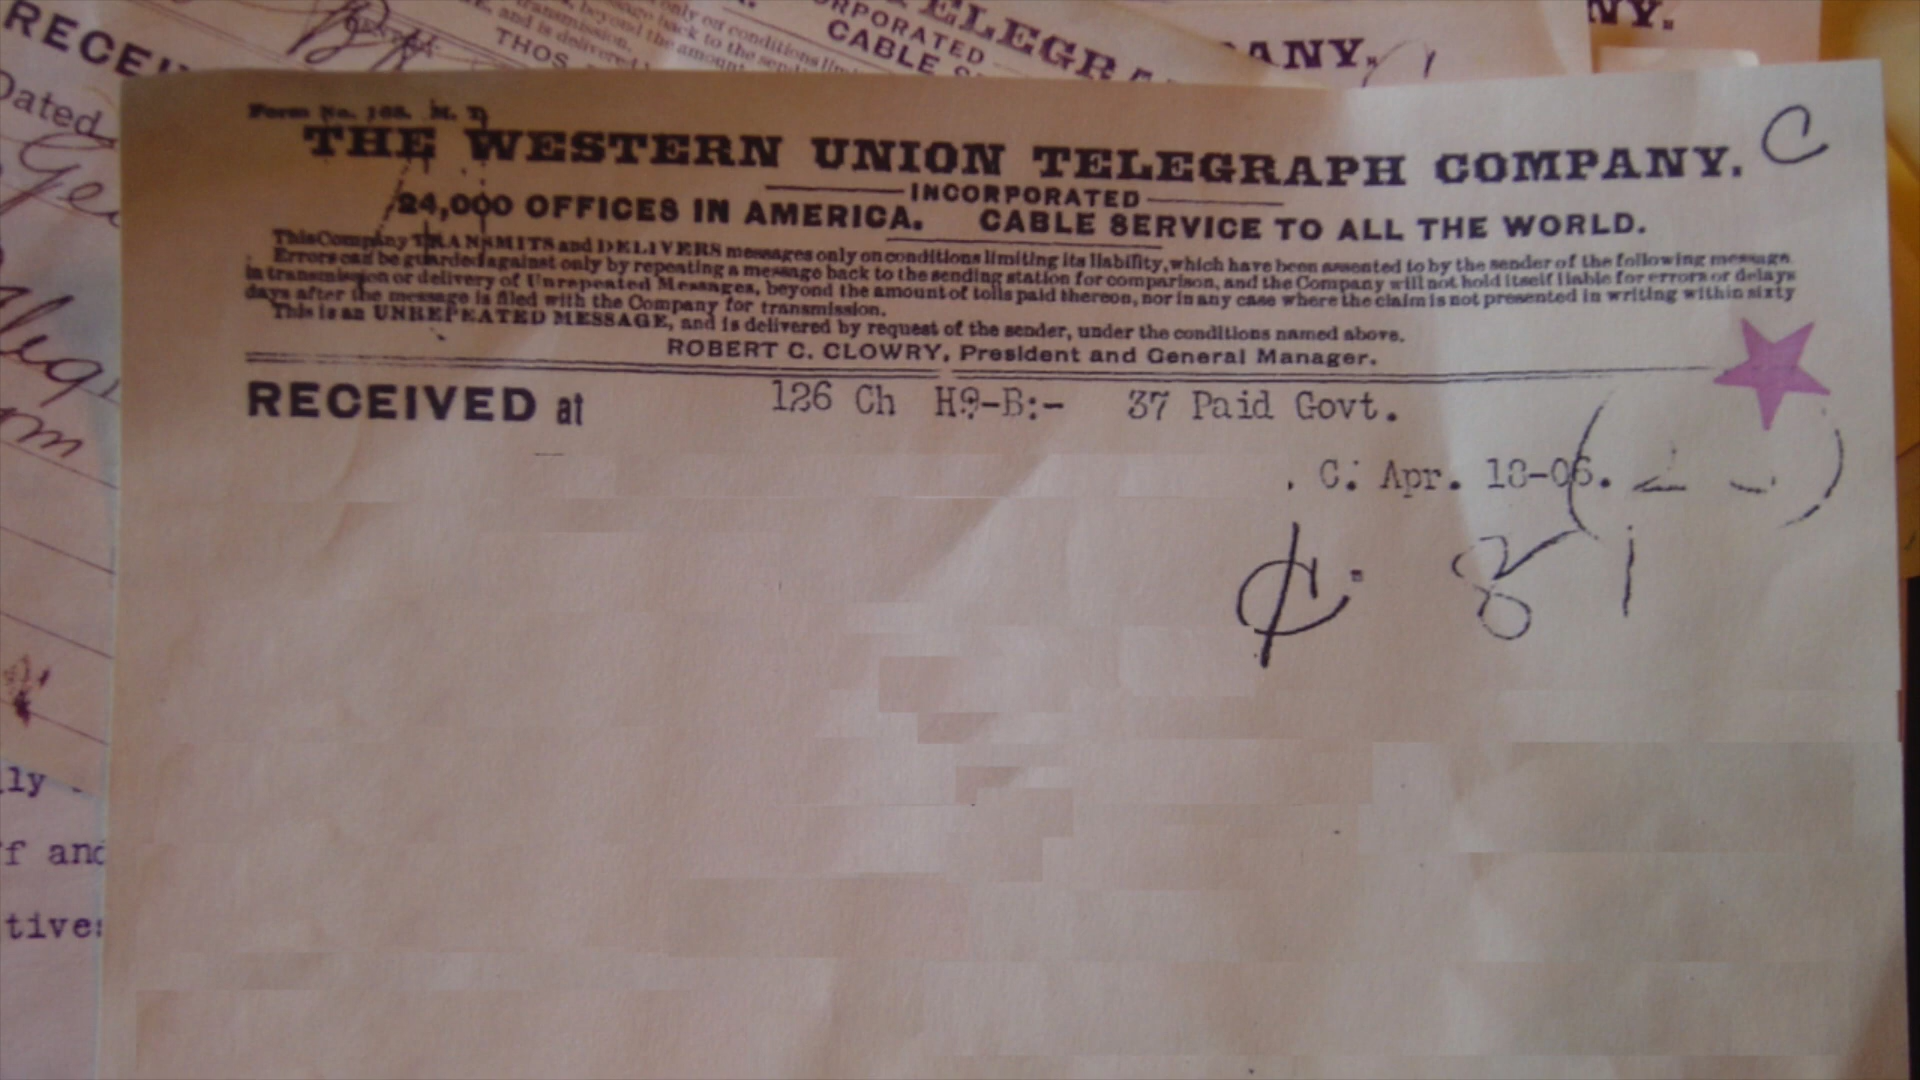 RECEI
Dated
THOS
RPORATED
CABLE
TELEGRA
ANY.
NY.
Form No. 168.
THE WESTERN UNION TELEGRAPH COMPANY. C
INCORPORATED
24,000 OFFICES IN AMERICA. CABLE SERVICE TO ALL THE WORLD.
This Company TRANSMITS and DELIVERS messages only on conditions limiting its liability, which have been assented to by the sender of the following message.
Errors can be guarded against only by repeating a message back to the sending station for comparison, and the Company will not hold itself liable for errors or delays
in transmission or delivery of Unrepeated Messages, beyond the amount of tolls paid thereon, nor in any case where the claim is not presented in writing within sixty
days after the message is filed with the Company for transmission.
This is an UNREPEATED MESSAGE, and is delivered by request of the sender, under the conditions named above.
ROBERT C. CLOWRY, President and General Manager.
RECEIVED at 126 Ch 37 Paid Govt.
. C: Apr. 18-06.
81
ly
f and
tives